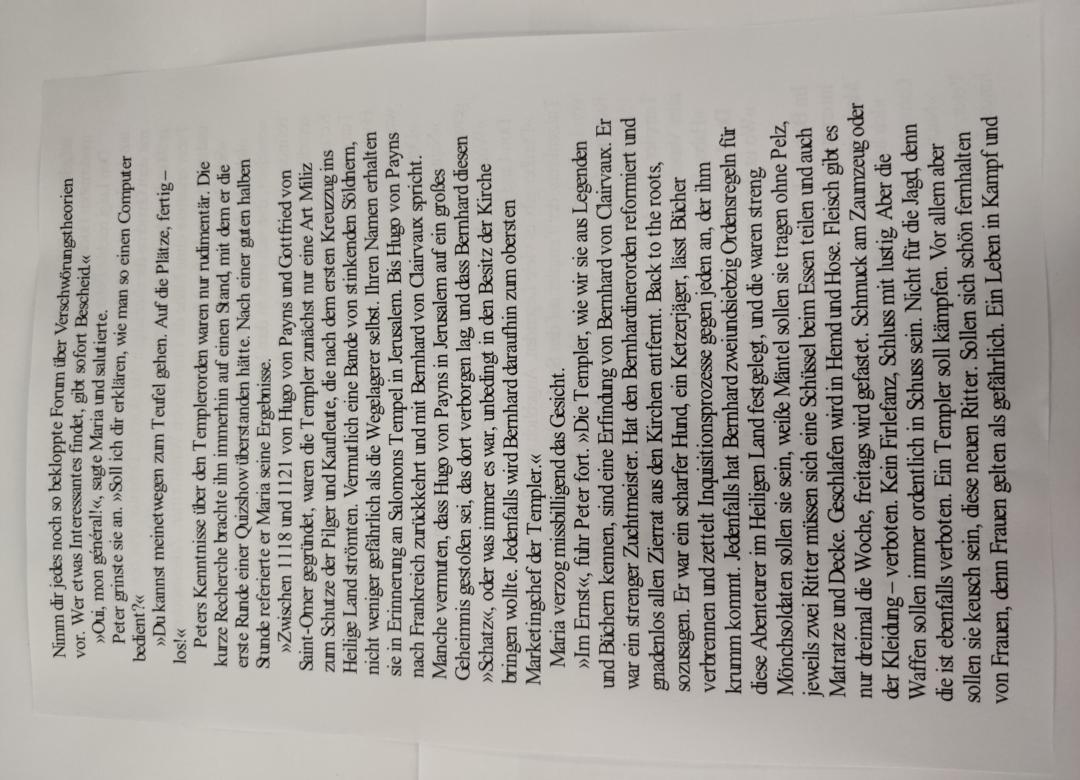 Nimm dir jedes noch so bekloppte Forum über Verschwörungstheorien
vor. Wer etwas Interessantes findet, gibt sofort Bescheid.«
»Oui, mon général!«, sagte Maria und salutierte.
Peter grinste sie an. »Soll ich dir erklären, wie man so einen Computer
bedient?«
»Du kannst meinetwegen zum Teufel gehen. Auf die Plätze, fertig –
los!«
Peters Kenntnisse über den Templerorden waren nur rudimentär. Die
kurze Recherche brachte ihn immerhin auf einen Stand, mit dem er die
erste Runde einer Quizshow überstanden hätte. Nach einer guten halben
Stunde referierte er Maria seine Ergebnisse.
»Zwischen 1118 und 1121 von Hugo von Payns und Gottfried von
Saint-Omer gegründet, waren die Templer zunächst nur eine Art Miliz
zum Schutze der Pilger und Kaufleute, die nach dem ersten Kreuzzug ins
Heilige Land strömten. Vermutlich eine Bande von stinkenden Söldnern,
nicht weniger gefährlich als die Wegelagerer selbst. Ihren Namen erhalten
sie in Erinnerung an Salomons Tempel in Jerusalem. Bis Hugo von Payns
nach Frankreich zurückkehrt und mit Bernhard von Clairvaux spricht.
Manche vermuten, dass Hugo von Payns in Jerusalem auf ein großes
Geheimnis gestoßen sei, das dort verborgen lag, und dass Bernhard diesen
»Schatz«, oder was immer es war, unbedingt in den Besitz der Kirche
bringen wollte. Jedenfalls wird Bernhard daraufhin zum obersten
Marketingchef der Templer.«
Maria verzog missbilligend das Gesicht.
»Im Ernst«, fuhr Peter fort. »Die Templer, wie wir sie aus Legenden
und Büchern kennen, sind eine Erfindung von Bernhard von Clairvaux. Er
war ein strenger Zuchtmeister. Hat den Bernhardinerorden reformiert und
gnadenlos allen Zierrat aus den Kirchen entfernt. Back to the roots,
sozusagen. Er war ein scharfer Hund, ein Ketzerjäger, lässt Bücher
verbrennen und zettelt Inquisitionsprozesse gegen jeden an, der ihm
krumm kommt. Jedenfalls hat Bernhard zweiundsiebzig Ordensregeln für
diese Abenteurer im Heiligen Land festgelegt, und die waren streng.
Mönchsoldaten sollen sie sein, weiße Mäntel sollen sie tragen ohne Pelz,
jeweils zwei Ritter müssen sich eine Schüssel beim Essen teilen und auch
Matratze und Decke. Geschlafen wird in Hemd und Hose. Fleisch gibt es
nur dreimal die Woche, freitags wird gefastet. Schmuck am Zaumzeug oder
der Kleidung – verboten. Kein Firlefanz, Schluss mit lustig. Aber die
Waffen sollen immer ordentlich in Schuss sein. Nicht für die Jagd, denn
die ist ebenfalls verboten. Ein Templer soll kämpfen. Vor allem aber
sollen sie keusch sein, diese neuen Ritter. Sollen sich schön fernhalten
von Frauen, denn Frauen gelten als gefährlich. Ein Leben in Kampf und